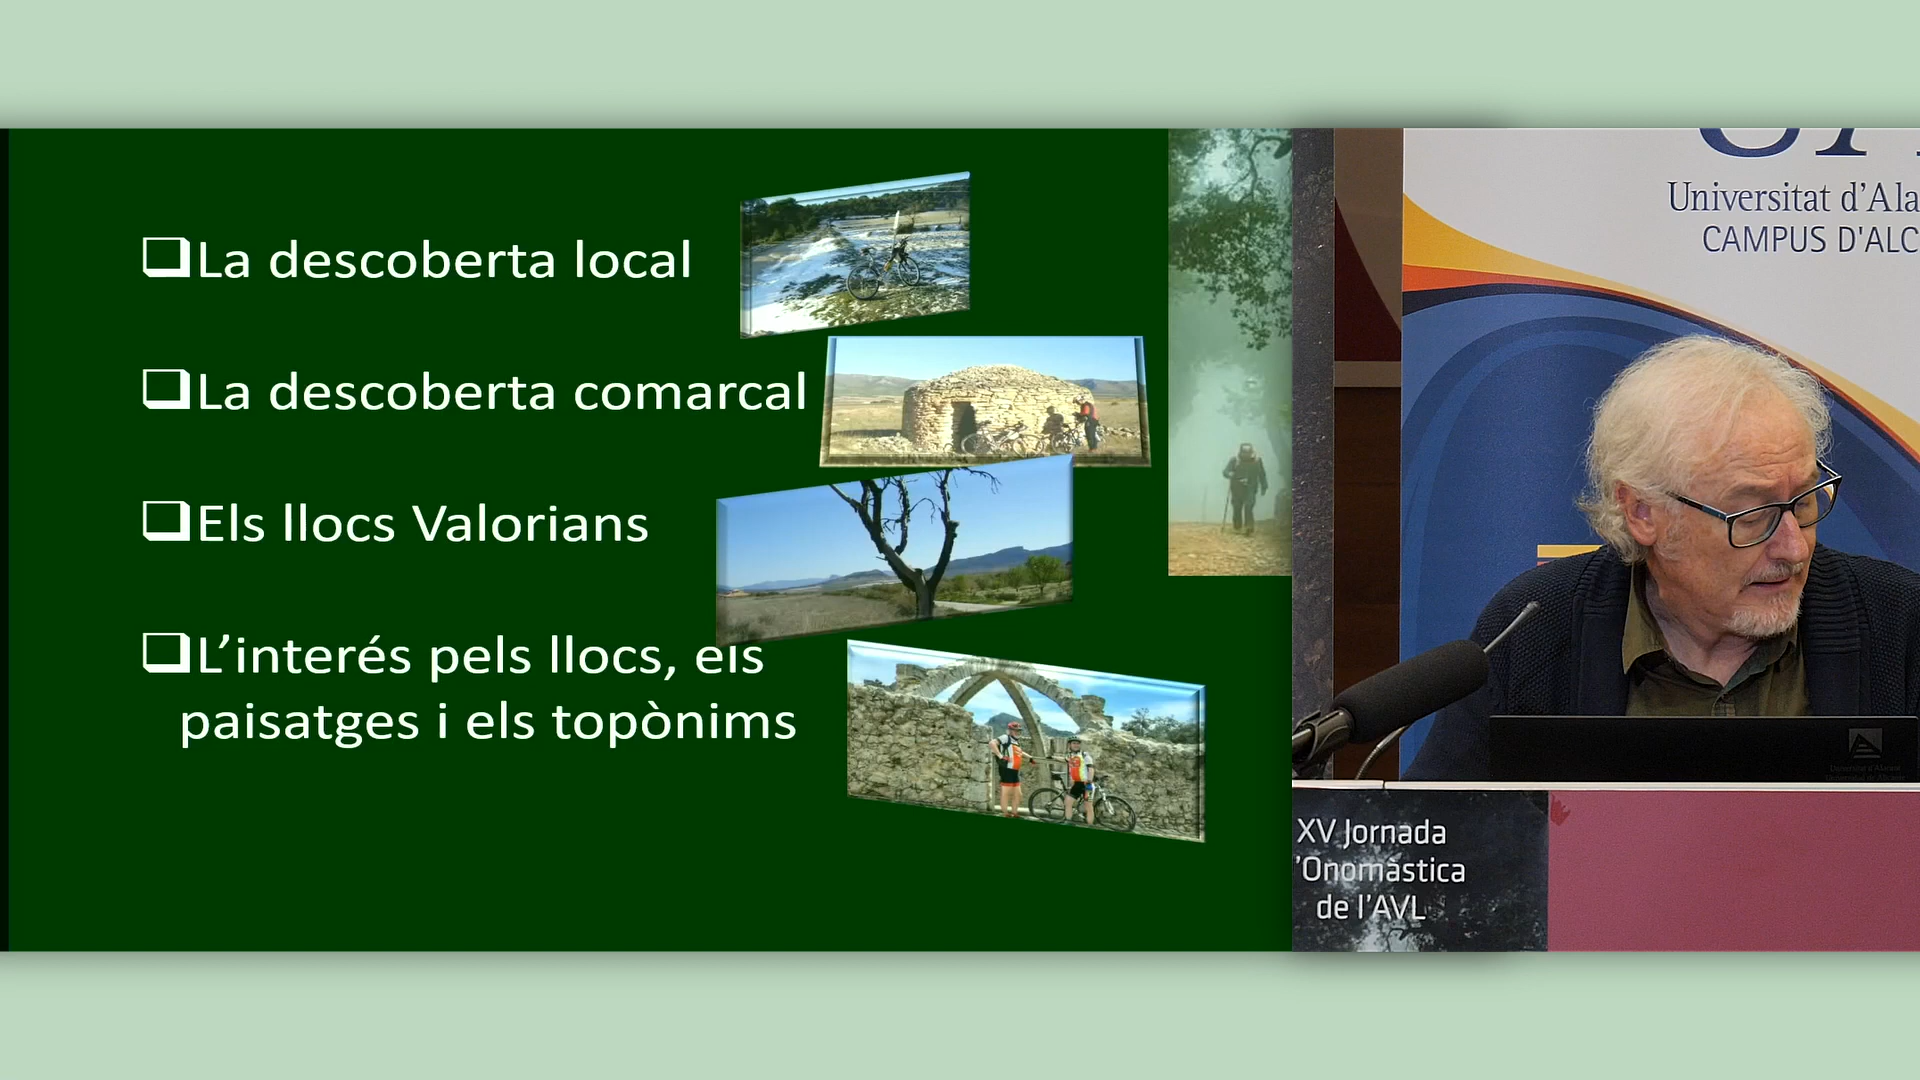 La descoberta local
La descoberta comarcal
Els llocs Valorians
L'interés pels llocs, els
paisatges i els topònims
Universitat d'Ala
CAMPUS D'ALC
XV Jornada
'Onomàstica
de l'AVL